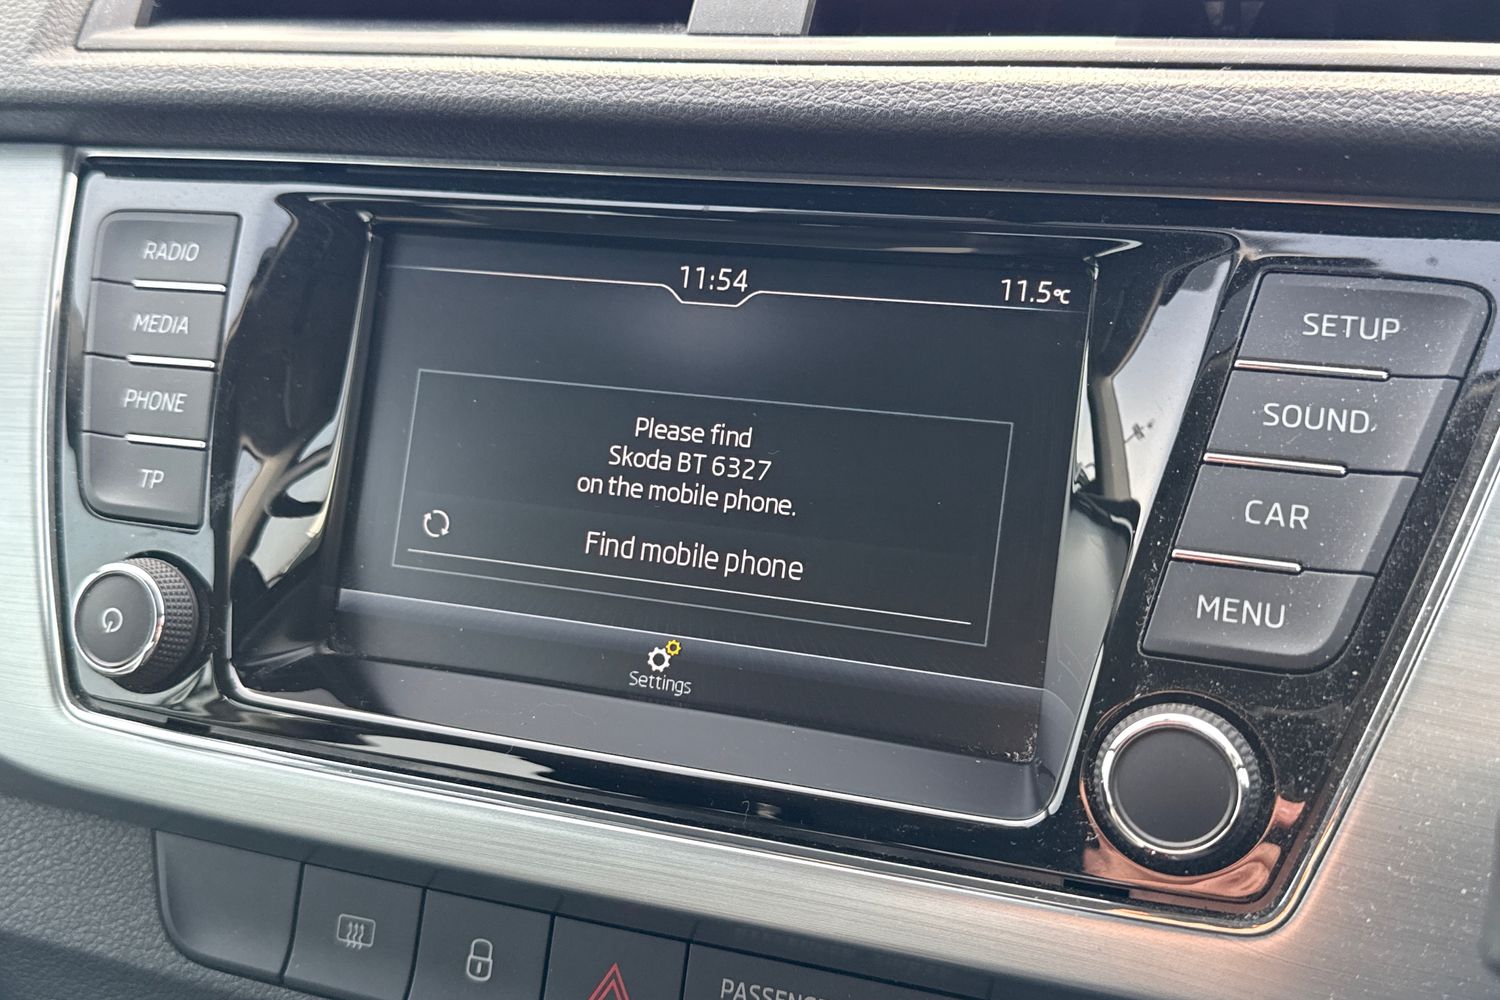 RADIO
MEDIA
PHONE
TP
11:54
11.5°C
Please find
Skoda BT 6327
on the mobile phone.
Find mobile phone
Settings
SETUP
SOUND
CAR
MENU